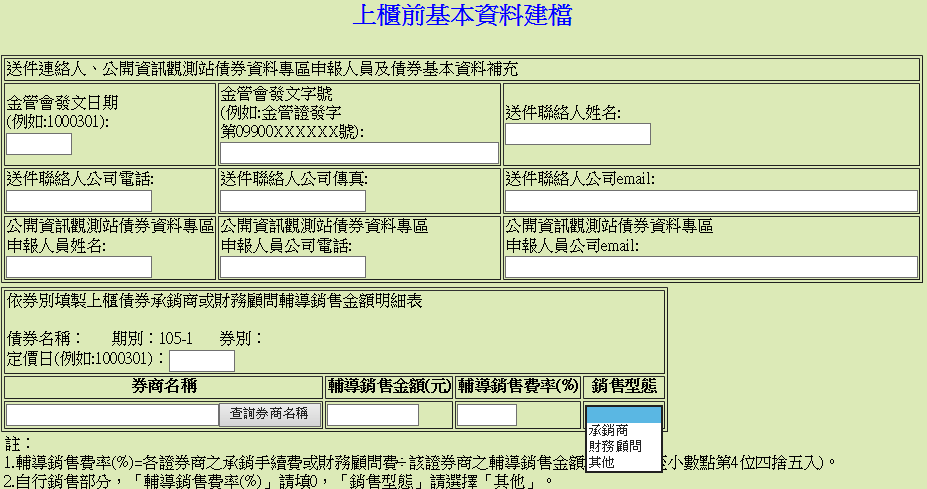 上櫃前基本資料建檔
送件連絡人、公開資訊觀測站債券資料專區申報人員及債券基本資料補充
金管會發文日期
(例如:1000301):
金管會發文字號
(例如:金管證發字
第09900XXXXXX號):
送件聯絡人姓名:
送件聯絡人公司電話:
送件聯絡人公司傳真:
送件聯絡人公司email:
公開資訊觀測站債券資料專區
申報人員姓名:
公開資訊觀測站債券資料專區
申報人員公司電話:
公開資訊觀測站債券資料專區
申報人員公司email:
依券別填製上櫃債券承銷商或財務顧問輔導銷售金額明細表
債券名稱： 期別：105-1 券別：
定價日(例如:1000301)：
券商名稱 輔導銷售金額(元) 輔導銷售費率(%) 銷售型態
查詢券商名稱
承銷商
財務顧問
其他
註：
1.輔導銷售費率(%)=各證券商之承銷手續費或財務顧問費÷該證券商之輔導銷售金額 小數點第4位四捨五入)。
2.自行銷售部分，「輔導銷售費率(%)」請填0，「銷售型態」請選擇「其他」。